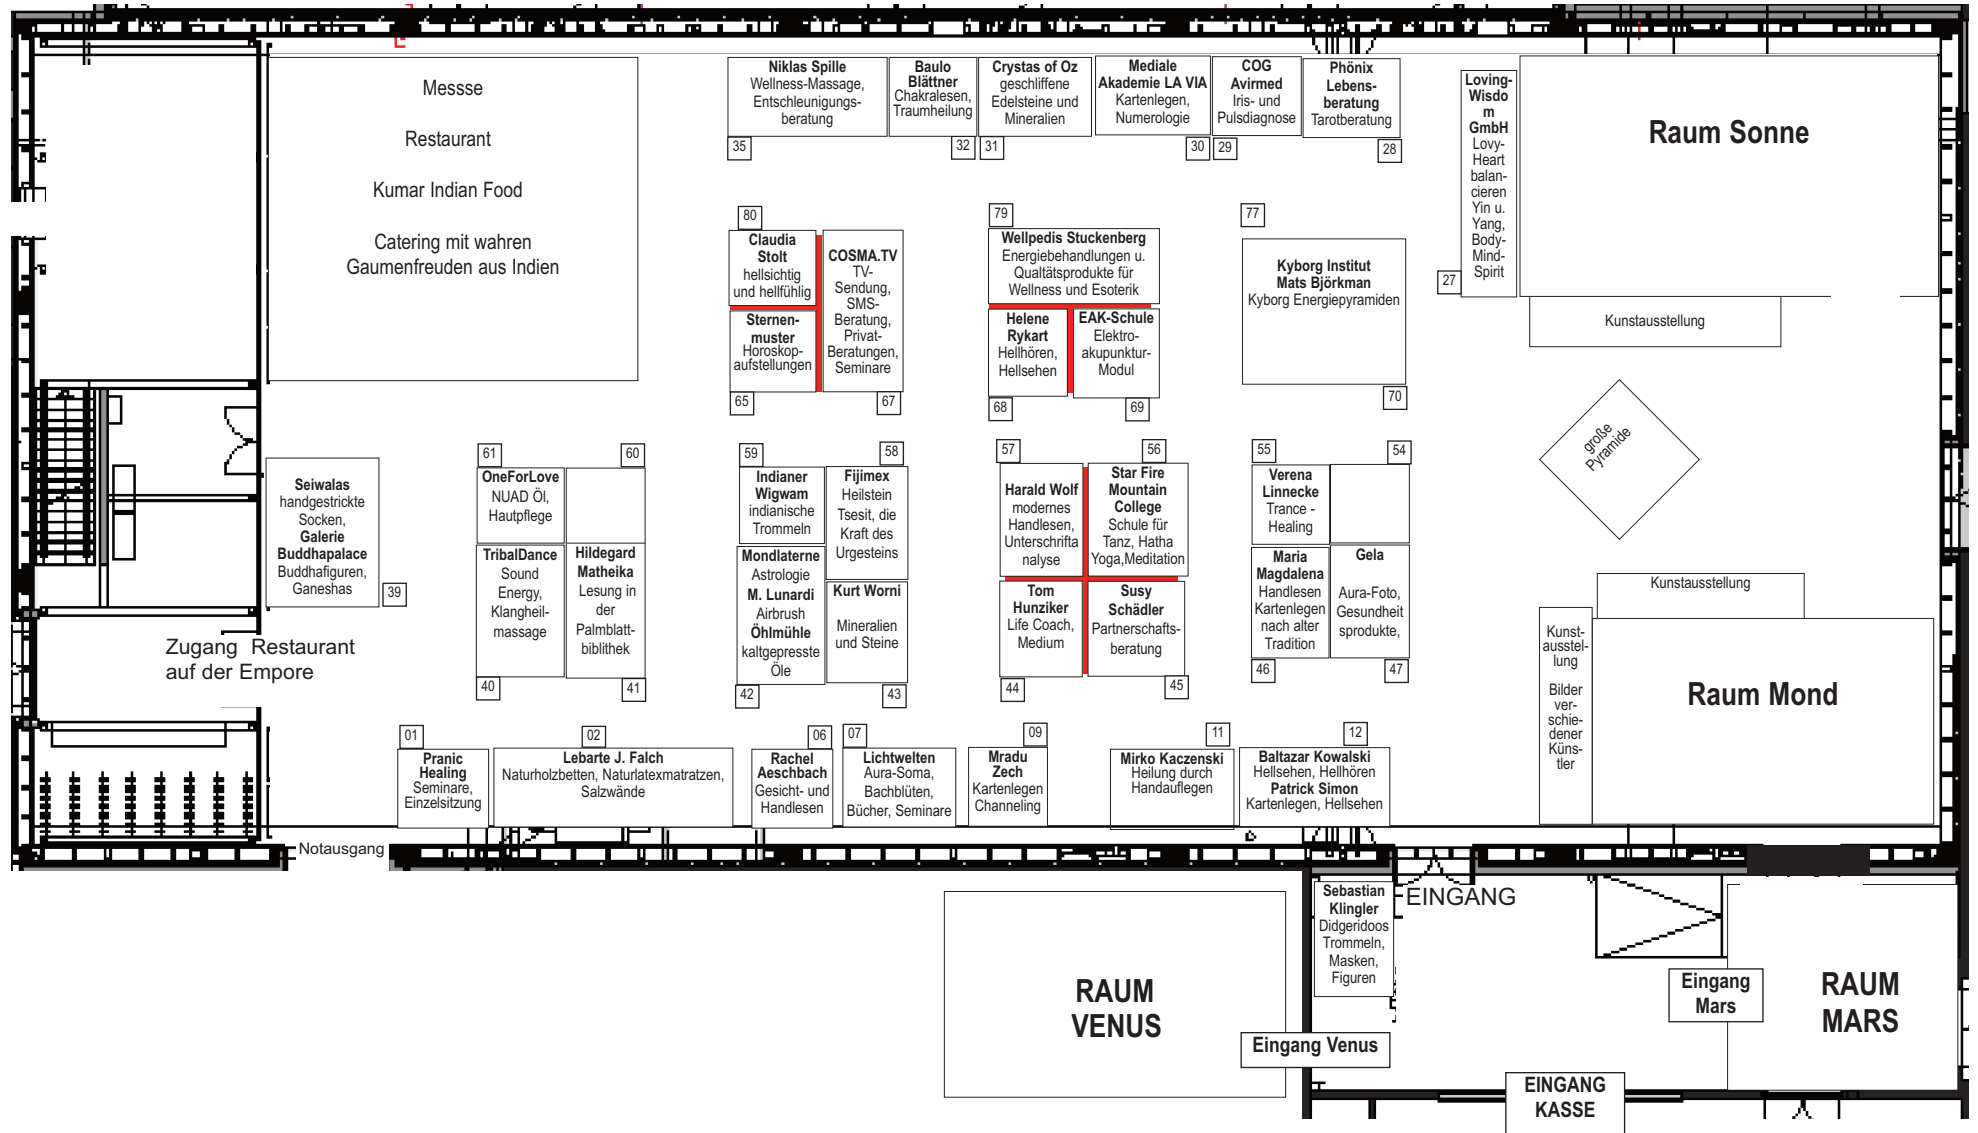 Messse
Restaurant
Kumar Indian Food
Catering mit wahren
Gaumenfreuden aus Indien
Niklas Spille
Wellness-Massage,
Entschleunigungs-
beratung
35
Baulo
Blättner
Chakralesen,
Traumheilung
32
Crystas of Oz
geschliffene
Edelsteine und
Mineralien
31
Mediale
Akademie LA VIA
Kartenlegen,
Numerologie
30
COG
Avirmed
Iris- und
Pulsdiagnose
29
Phönix
Lebens-
beratung
Tarotberatung
28
Loving-
Wisdo
m
GmbH
Lovy-
Heart
balan-
cieren
Yin u.
Yang,
Body-
Mind-
Spirit
27
Raum Sonne
Kunstausstellung
80
Claudia
Stolt
hellsichtig
und hellfühlig
Sternen-
muster
Horoskop-
aufstellungen
65
COSMA.TV
TV-
Sendung,
SMS-
Beratung,
Privat-
Beratungen,
Seminare
67
79
Wellpedis Stuckenberg
Energiebehandlungen u.
Qualtätsprodukte für
Wellness und Esoterik
Helene
Rykart
Hellhören,
Hellsehen
68
EAK-Schule
Elektro-
akupunktur-
Modul
69
77
Kyborg Institut
Mats Björkman
Kyborg Energiepyramiden
70
große
Pyramide
Seiwalas
handgestrickte
Socken,
Galerie
Buddhapalace
Buddhafiguren,
Ganeshas
39
61
OneForLove
NUAD Öl,
Hautpflege
60
TribalDance
Sound
Energy,
Klangheil-
massage
40
Hildegard
Matheika
Lesung in
der
Palmblatt-
biblithek
41
59
Indianer
Wigwam
indianische
Trommeln
58
Fijimex
Heilstein
Tsesit, die
Kraft des
Urgesteins
Mondlaterne
Astrologie
M. Lunardi
Airbrush
Öhlmühle
kaltgepresste
Öle
42
Kurt Worni
Mineralien
und Steine
43
57
Harald Wolf
modernes
Handlesen,
Unterschrifta
nalyse
56
Star Fire
Mountain
College
Schule für
Tanz, Hatha
Yoga,Meditation
Tom
Hunziker
Life Coach,
Medium
44
Susy
Schädler
Partnerschafts-
beratung
45
55
Verena
Linnecke
Trance -
Healing
54
Maria
Magdalena
Handlesen
Kartenlegen
nach alter
Tradition
46
Gela
Aura-Foto,
Gesundheit
sprodukte,
47
Kunstausstellung
Kunst-
ausstel-
lung
Bilder
ver-
schie-
dener
Küns-
tler
Raum Mond
Zugang Restaurant
auf der Empore
01
Pranic
Healing
Seminare,
Einzelsitzung
02
Lebarte J. Falch
Naturholzbetten, Naturlatexmatratzen,
Salzwände
06
Rachel
Aeschbach
Gesicht- und
Handlesen
07
Lichtwelten
Aura-Soma,
Bachblüten,
Bücher, Seminare
09
Mradu
Zech
Kartenlegen
Channeling
11
Mirko Kaczenski
Heilung durch
Handauflegen
12
Baltazar Kowalski
Hellsehen, Hellhören
Patrick Simon
Kartenlegen, Hellsehen
Notausgang
RAUM
VENUS
Sebastian
Klingler
Didgeridoos
Trommeln,
Masken,
Figuren
EINGANG
Eingang Venus
Eingang
Mars
RAUM
MARS
EINGANG
KASSE